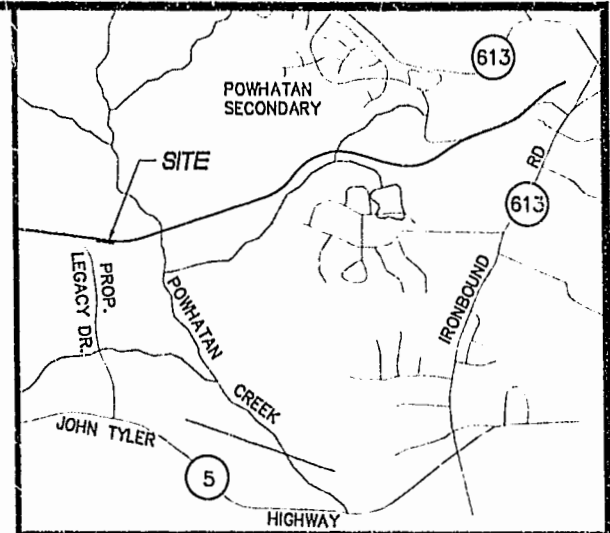 613
POWHATAN
SECONDARY
SITE
RD
613
IRONBOUND
PROP.
LEGACY DR.
POWHATAN
CREEK
JOHN TYLER
5
HIGHWAY